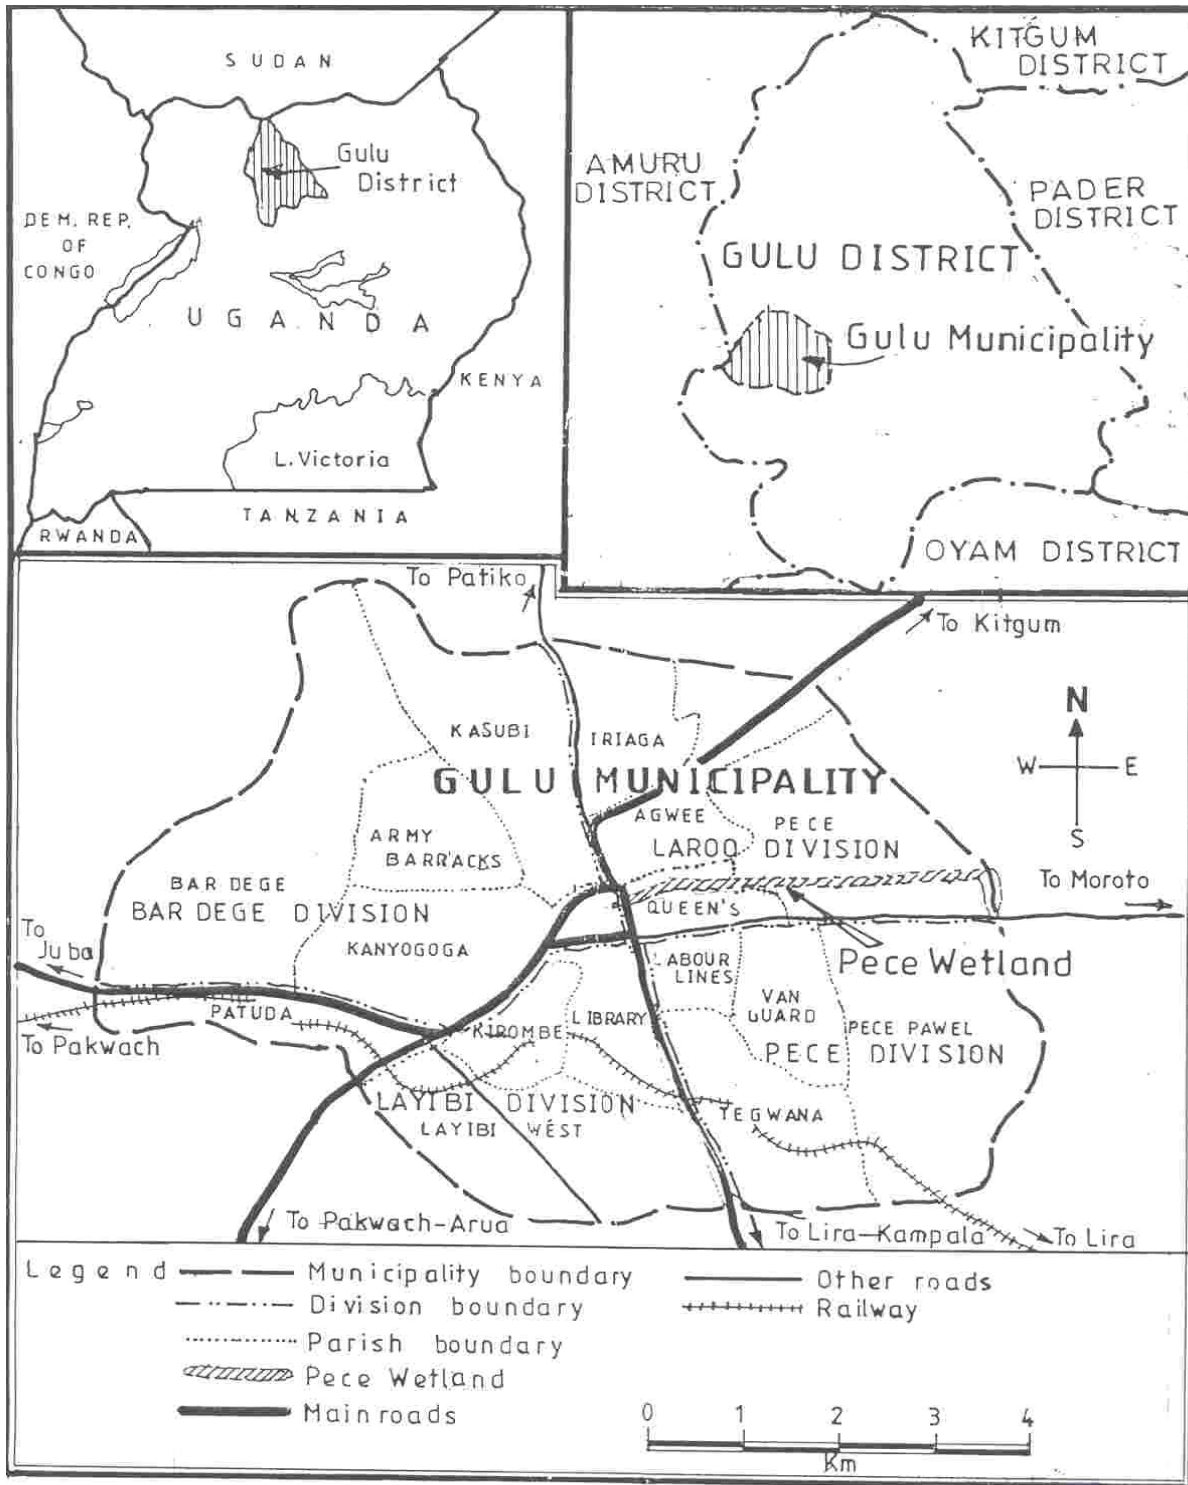 SUDAN
Gulu
District
DEM. REP.
OF
CONGO
UGANDA
KENYA
L. Victoria
TANZANIA
RWANDA
KITGUM
DISTRICT
AMURU
DISTRICT
PADER
DISTRICT
GULU DISTRICT
Gulu Municipality
OYAM DISTRICT
To Patiko
To Kitgum
N
W E
S
KASUBI
IRIAGA
GULU MUNICIPALITY
AGWEE
PECE
ARMY
BARRACKS
LAROO DIVISION
BAR DEGE
BAR DEGE DIVISION
QUEEN'S
To Moroto
To
Juba
KANYOGOGA
LABOUR
LINES
Pece Wetland
VAN
GUARD
PATUDA
KIROMBE
LIBRARY
PECE PAWEL
To Pakwach
PECE DIVISION
LAYIBI DIVISION
LAYIBI WEST
TEGWANA
To Pakwach-Arua
To Lira-Kampala
To Lira
Legend
Municipality boundary
Other roads
Division boundary
Railway
Parish boundary
Pece Wetland
Main roads
0 1 2 3 4
Km